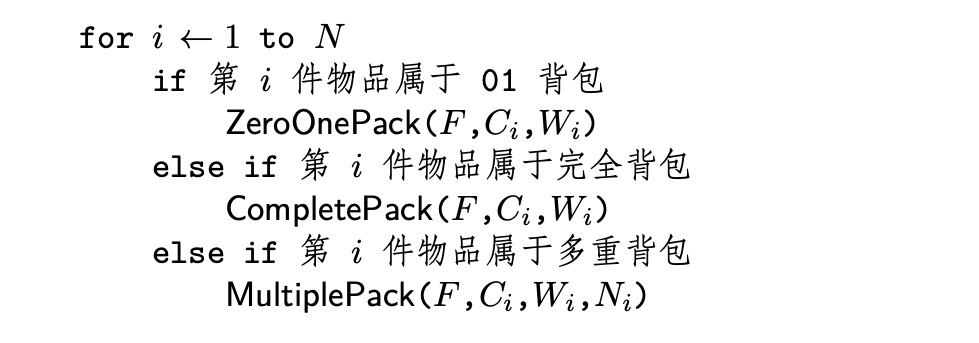 for i ← 1 to N
if 第 i 件物品属于 01 背包
ZeroOnePack(F,C_i,W_i)
else if 第 i 件物品属于完全背包
CompletePack(F,C_i,W_i)
else if 第 i 件物品属于多重背包
MultiplePack(F,C_i,W_i,N_i)